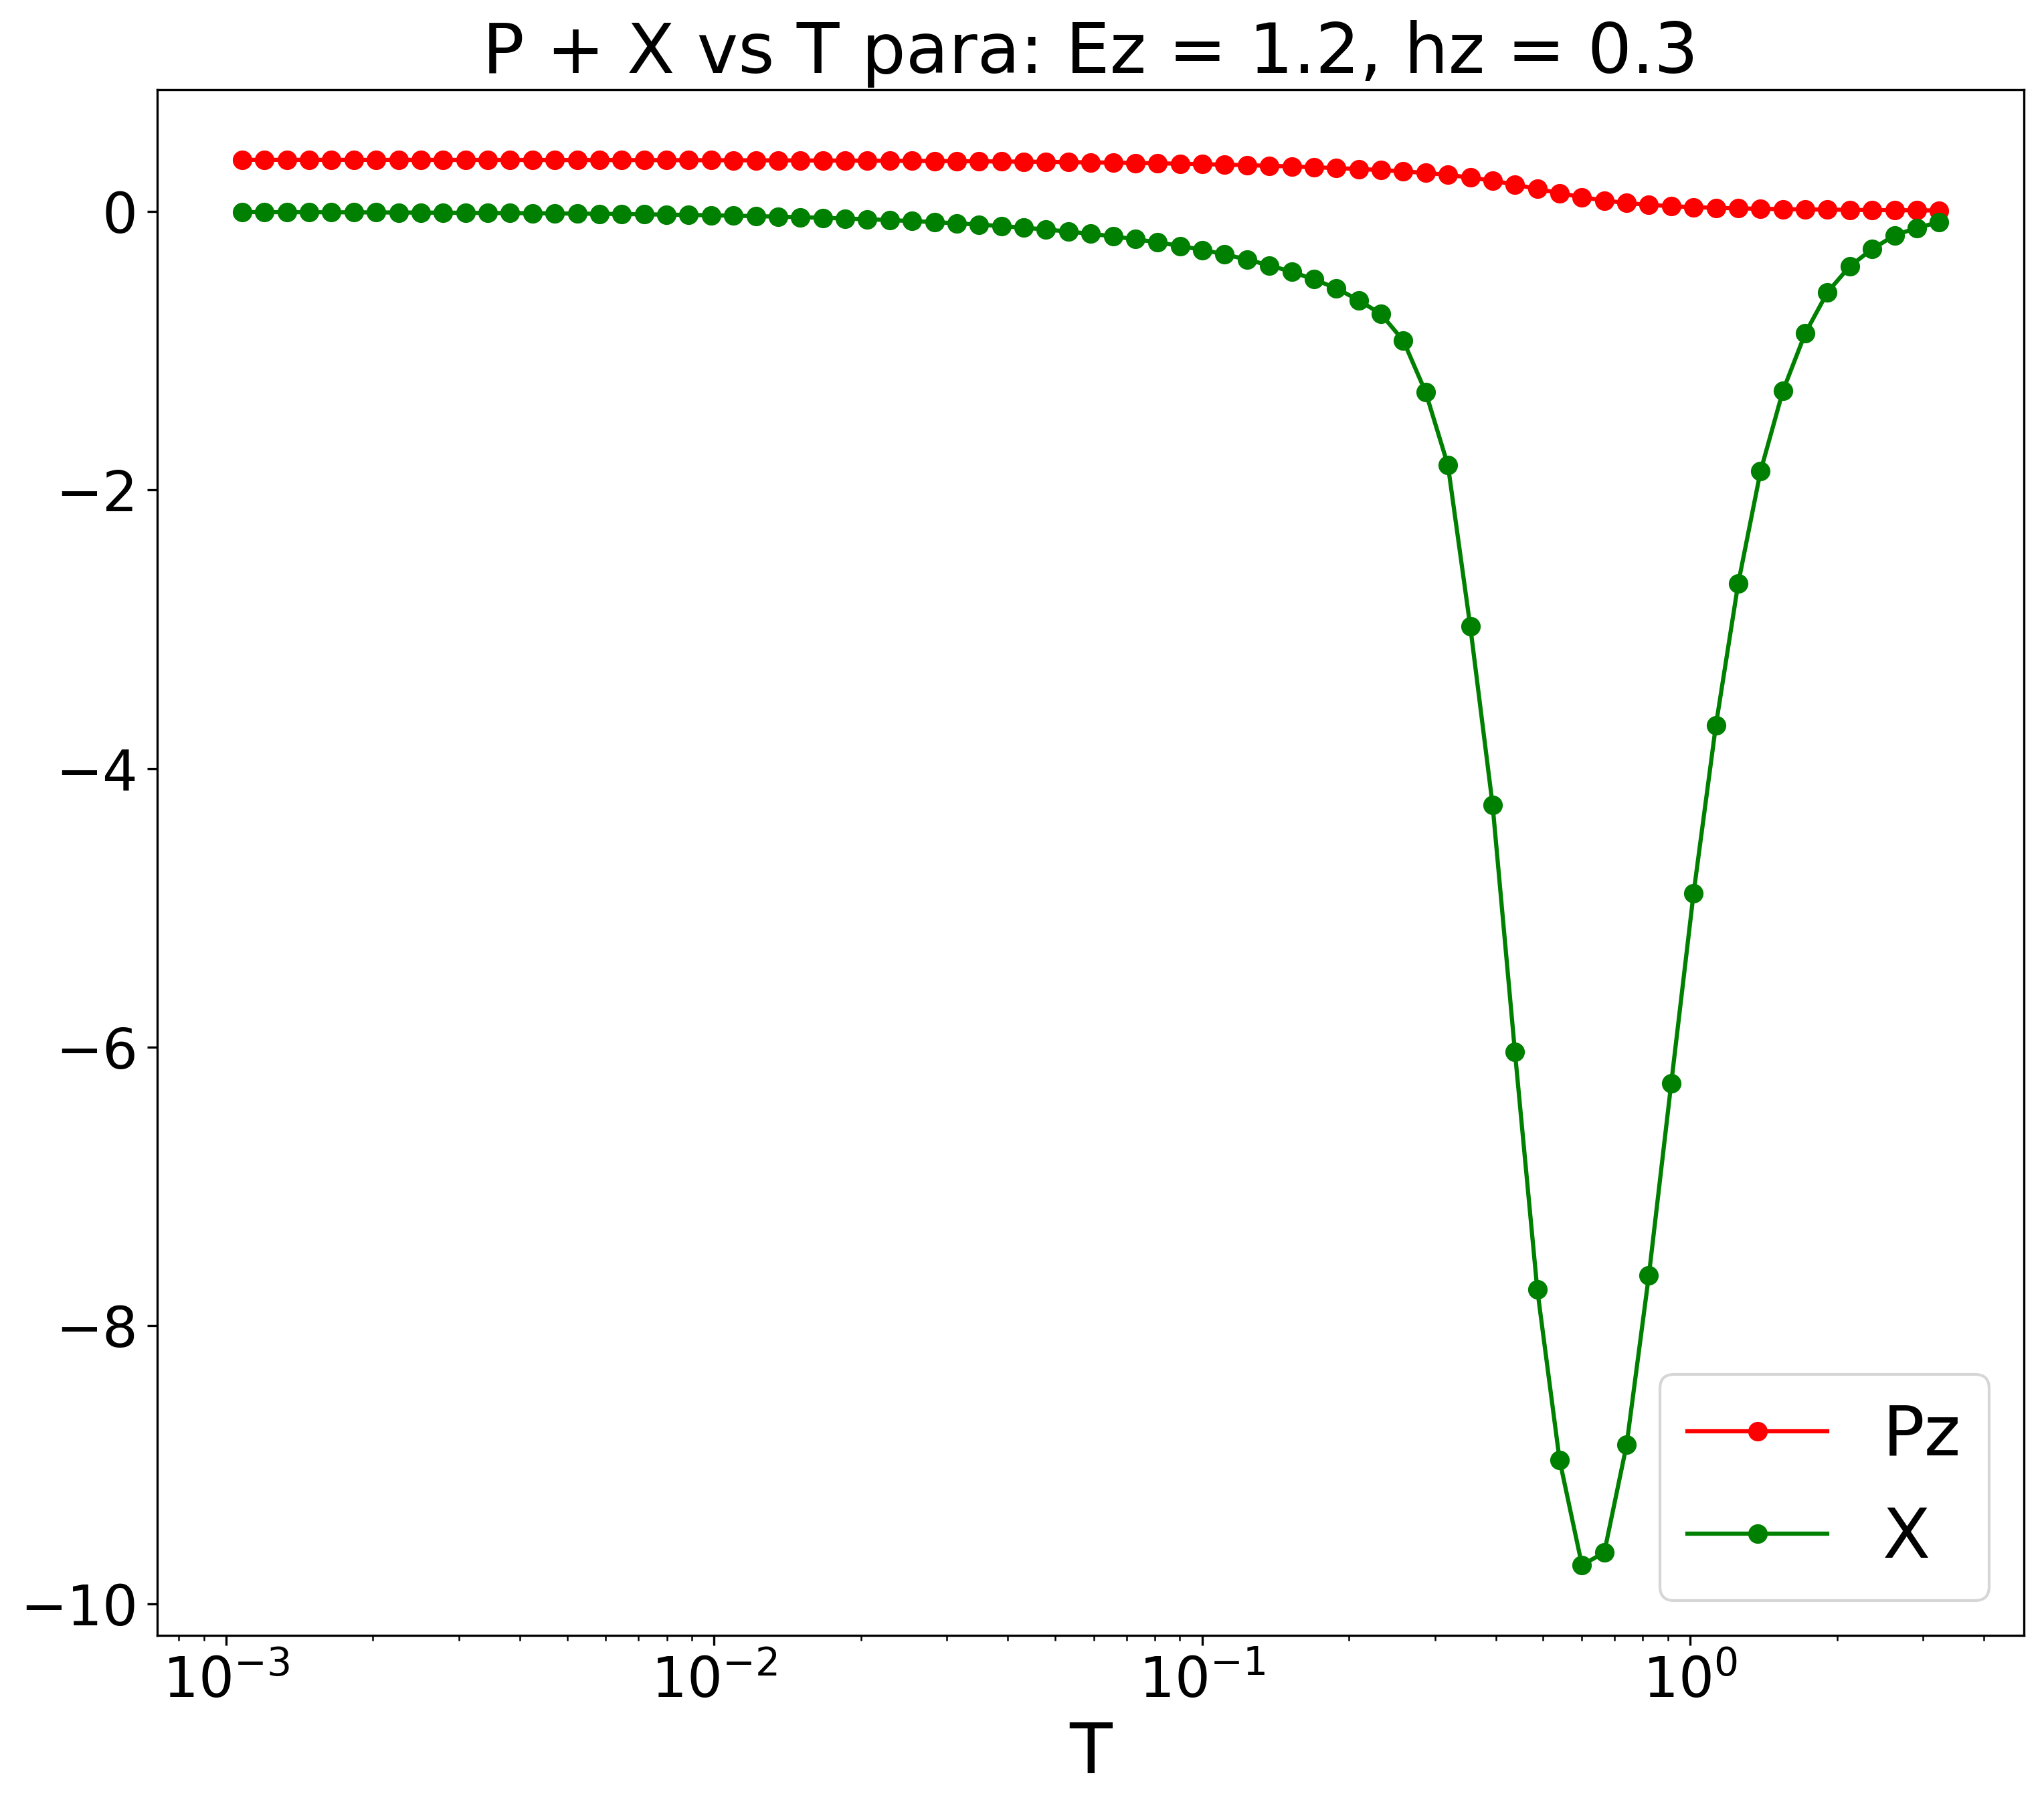 P + X vs T para: Ez = 1.2, hz = 0.3
0
−2
−4
−6
−8
−10
Pz
X
10⁻³ 10⁻² 10⁻¹ 10⁰
T